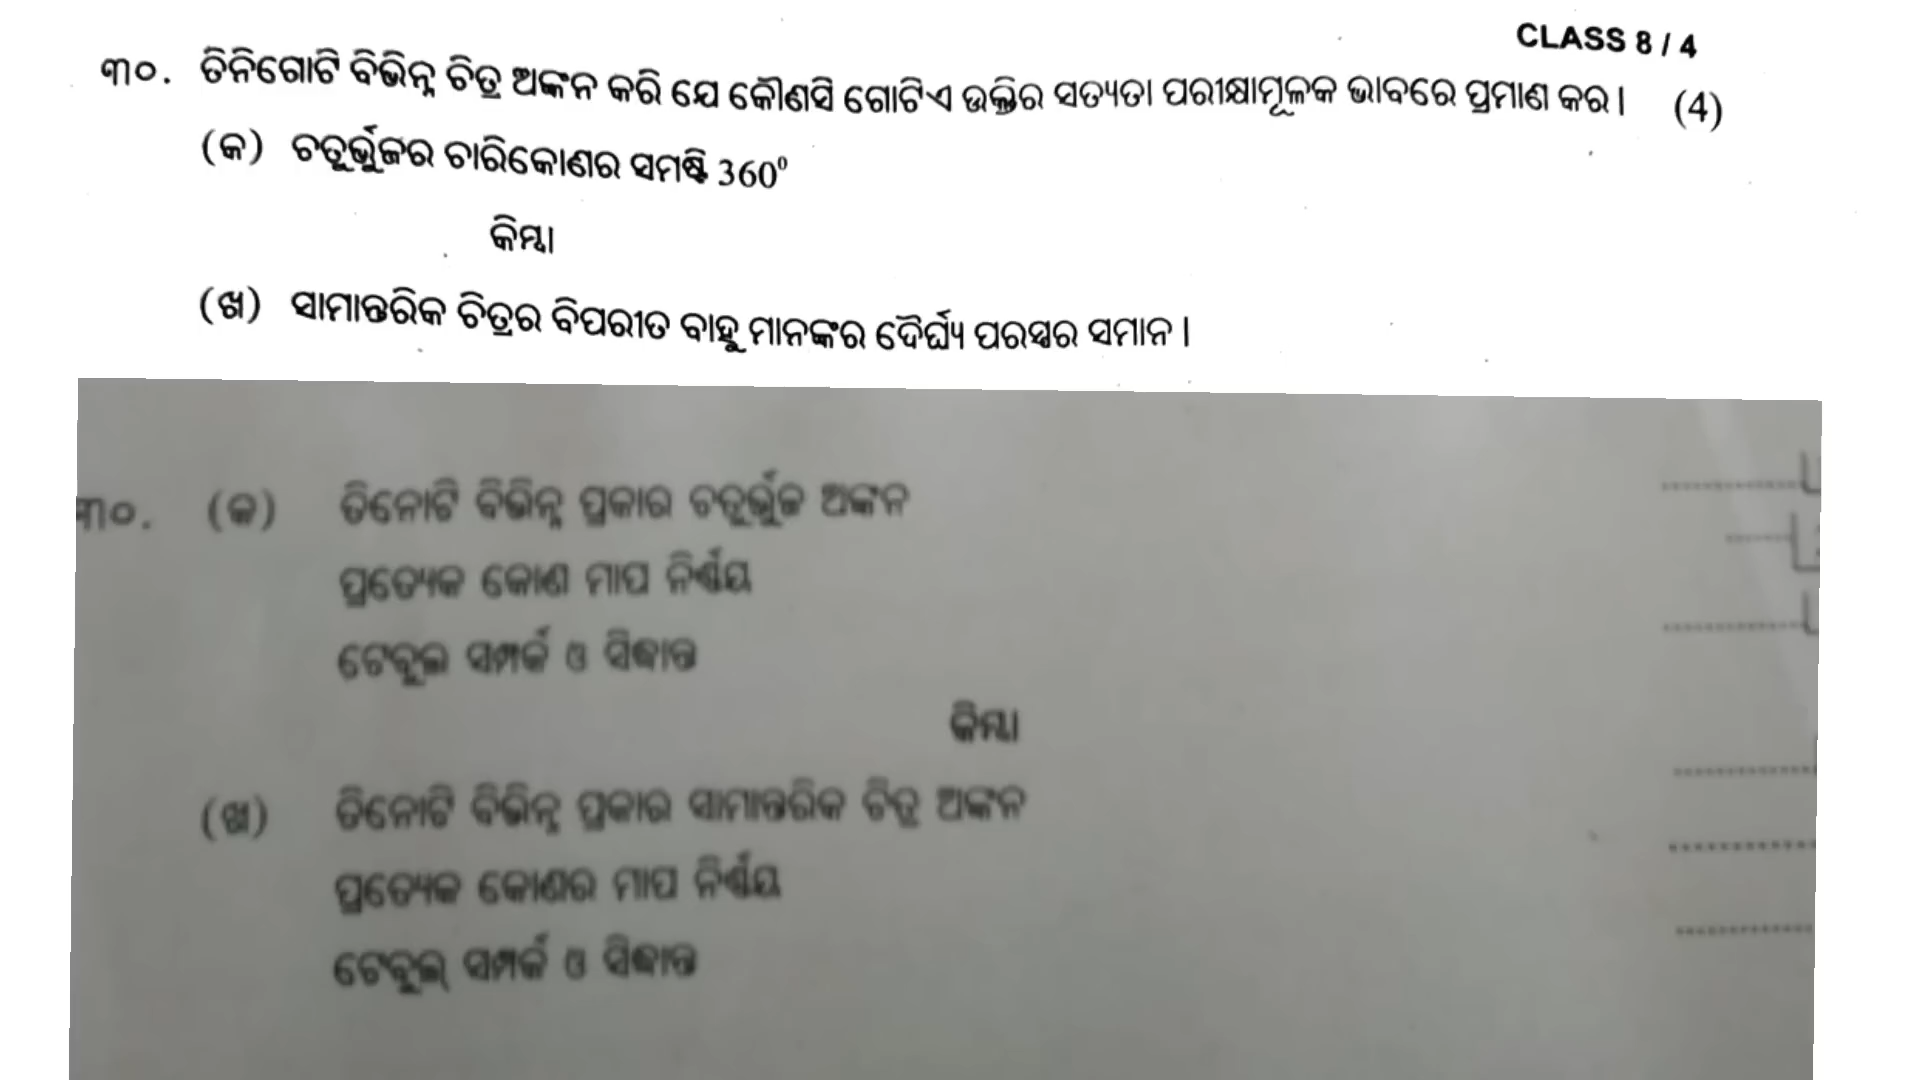 CLASS 8 / 4
୩୦. ତିନିଗୋଟି ବିଭିନ୍ନ ଚିତ୍ର ଅଙ୍କନ କରି ଯେ କୌଣସି ଗୋଟିଏ ଉକ୍ତିର ସତ୍ୟତା ପରୀକ୍ଷାମୂଳକ ଭାବରେ ପ୍ରମାଣ କର। (4)
(କ) ଚତୁର୍ଭୁଜର ଚାରିକୋଣର ସମଷ୍ଟି 360⁰
କିମ୍ବା
(ଖ) ସାମାନ୍ତରିକ ଚିତ୍ରର ବିପରୀତ ବାହୁ ମାନଙ୍କର ଦୈର୍ଘ୍ୟ ପରସ୍ପର ସମାନ।
୩୦. (କ) ତିନୋଟି ବିଭିନ୍ନ ପ୍ରକାର ଚତୁର୍ଭୁଜ ଅଙ୍କନ
ପ୍ରତ୍ୟେକ କୋଣ ମାପ ନିର୍ଣ୍ଣୟ
ଟେବୁଲ ସମ୍ପର୍କ ଓ ସିଦ୍ଧାନ୍ତ
କିମ୍ବା
(ଖ) ତିନୋଟି ବିଭିନ୍ନ ପ୍ରକାର ସାମାନ୍ତରିକ ଚିତ୍ର ଅଙ୍କନ
ପ୍ରତ୍ୟେକ କୋଣର ମାପ ନିର୍ଣ୍ଣୟ
ଟେବୁଲ୍ ସମ୍ପର୍କ ଓ ସିଦ୍ଧାନ୍ତ